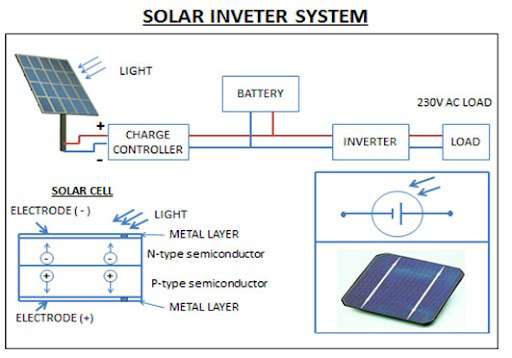 SOLAR INVETER SYSTEM
LIGHT
BATTERY
230V AC LOAD
+
-
CHARGE
CONTROLLER
INVERTER
LOAD
SOLAR CELL
ELECTRODE ( - )
LIGHT
METAL LAYER
N-type semiconductor
P-type semiconductor
METAL LAYER
ELECTRODE (+)
- -
+ +